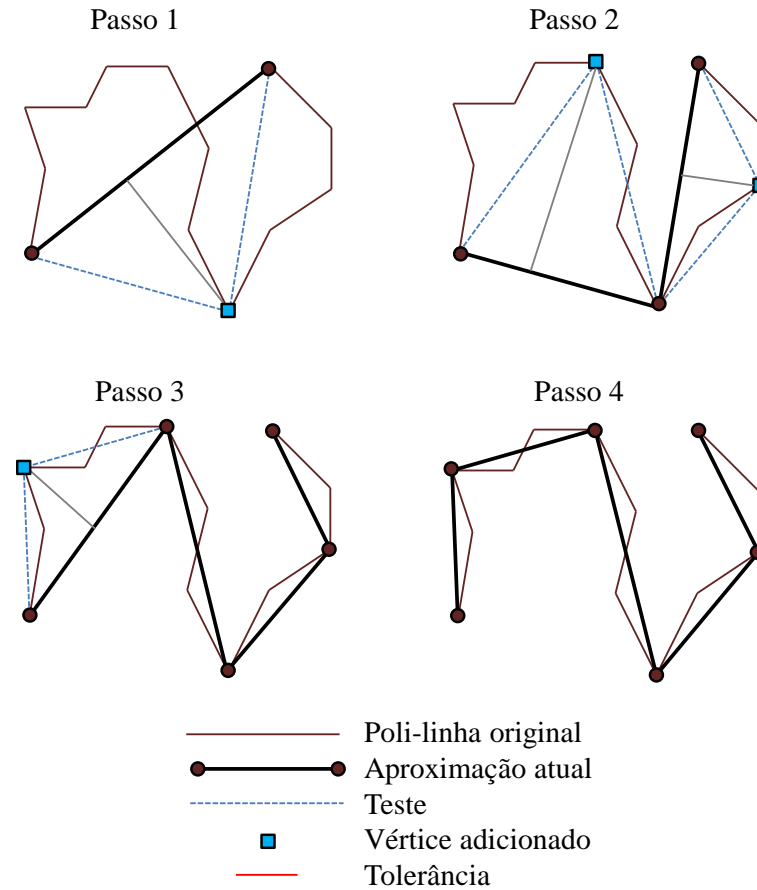 Passo 1
Passo 2
Passo 3
Passo 4
Poli-linha original
Aproximação atual
Teste
Vértice adicionado
Tolerância